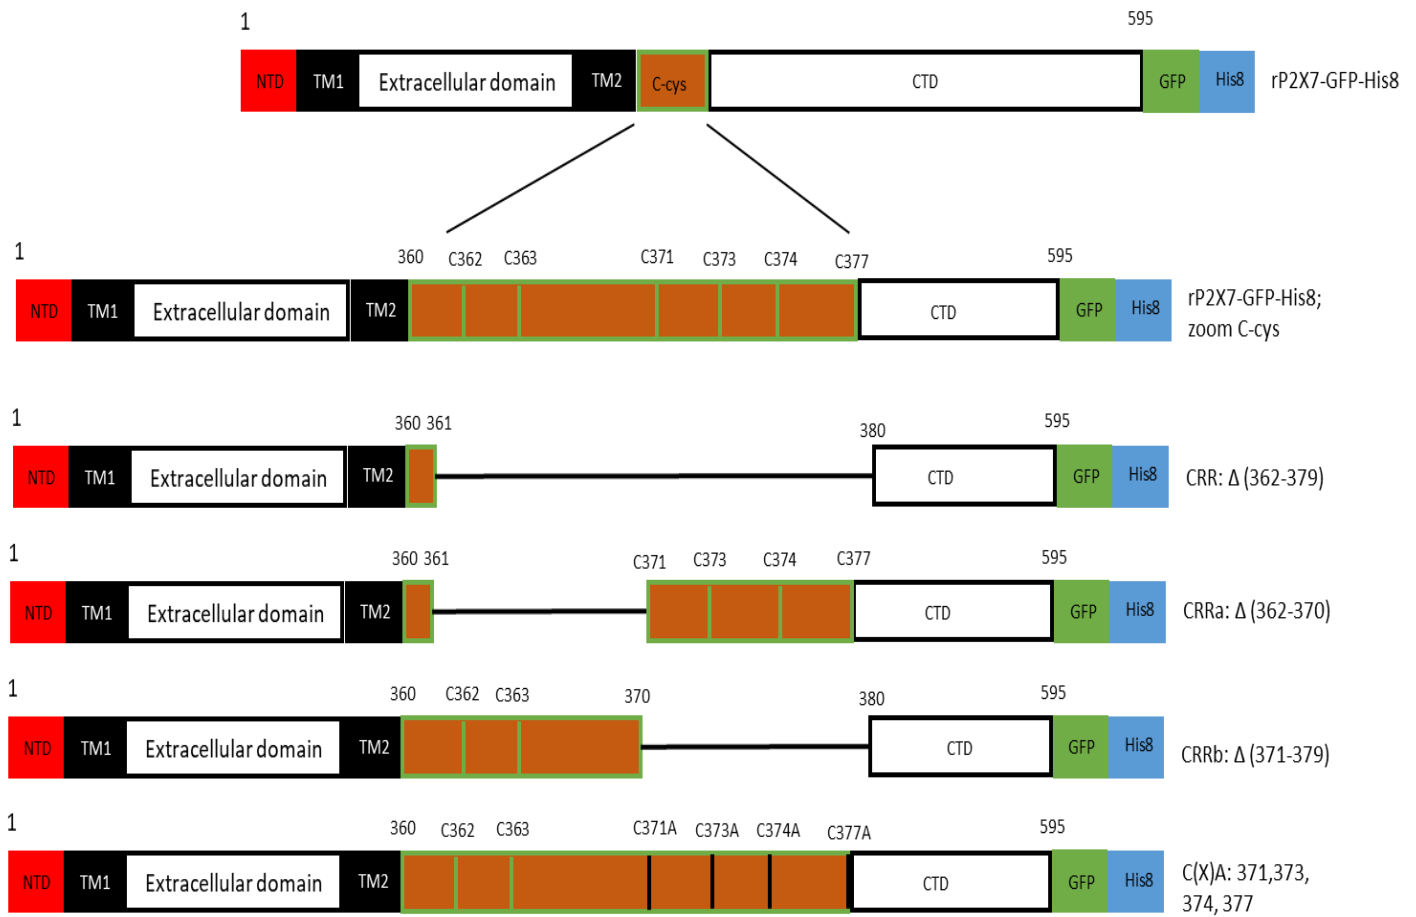 1
595
NTD TM1 Extracellular domain TM2 C-cys CTD GFP His8 rP2X7-GFP-His8
1
360 C362 C363 C371 C373 C374 C377 595
NTD TM1 Extracellular domain TM2 CTD GFP His8 rP2X7-GFP-His8;
zoom C-cys
1
360 361 380 595
NTD TM1 Extracellular domain TM2 CTD GFP His8 CRR: Δ (362-379)
1
360 361 C371 C373 C374 C377 595
NTD TM1 Extracellular domain TM2 CTD GFP His8 CRRa: Δ (362-370)
1
360 C362 C363 370 380 595
NTD TM1 Extracellular domain TM2 CTD GFP His8 CRRb: Δ (371-379)
1
360 C362 C363 C371A C373A C374A C377A 595
NTD TM1 Extracellular domain TM2 CTD GFP His8 C(X)A: 371,373,
374, 377